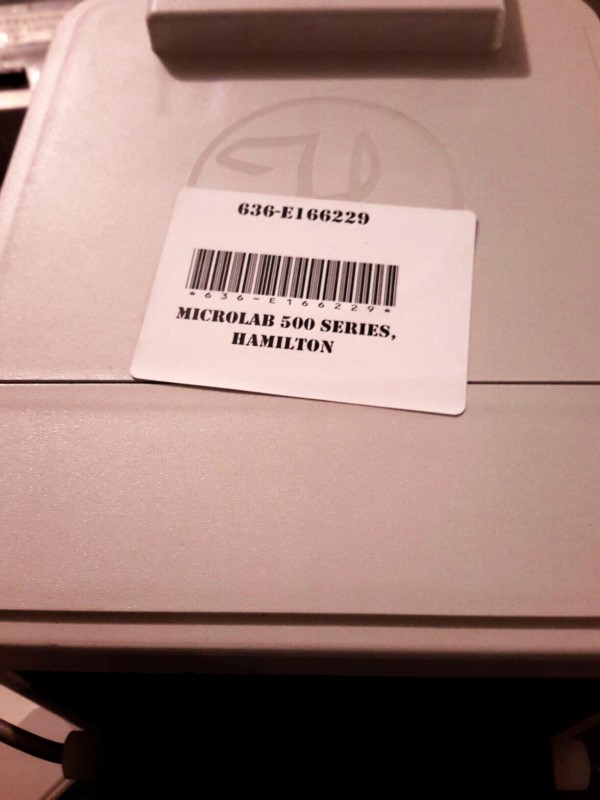 636-E166229
*636-E166229*
MICROLAB 500 SERIES,
HAMILTON